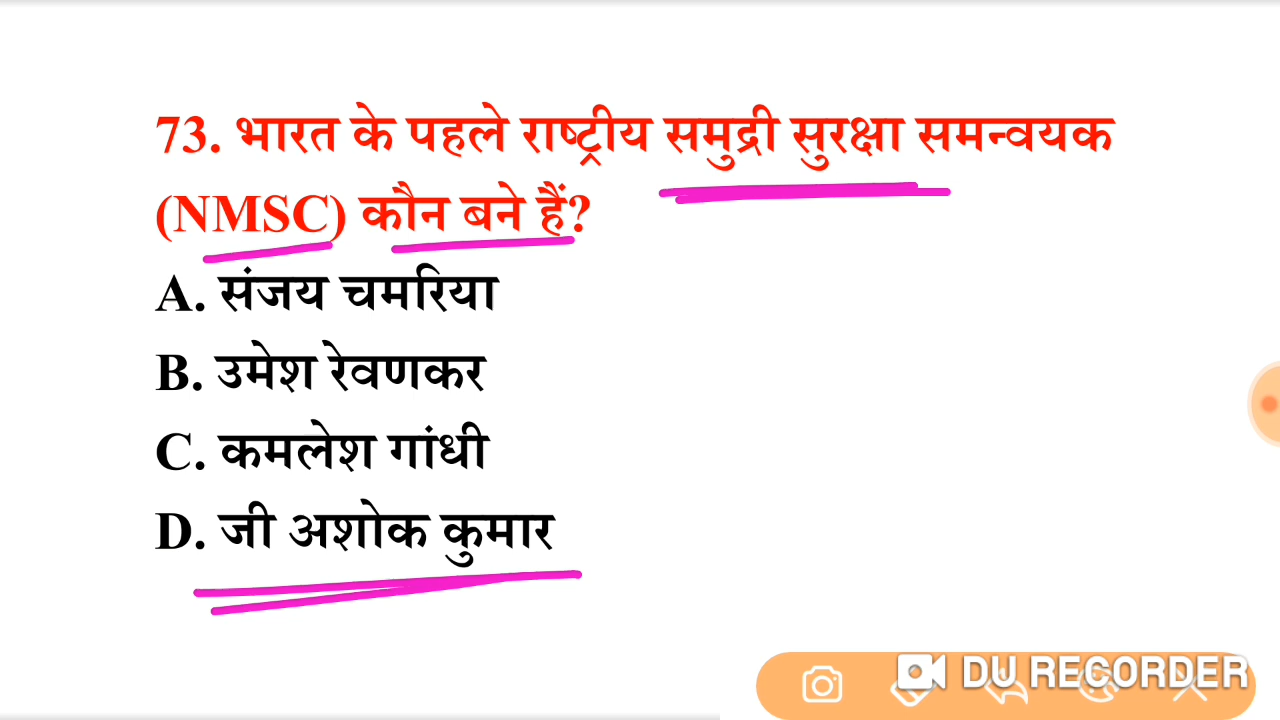 73. भारत के पहले राष्ट्रीय समुद्री सुरक्षा समन्वयक
(NMSC) कौन बने हैं?
A. संजय चमरिया
B. उमेश रेवणकर
C. कमलेश गांधी
D. जी अशोक कुमार
DU RECORDER